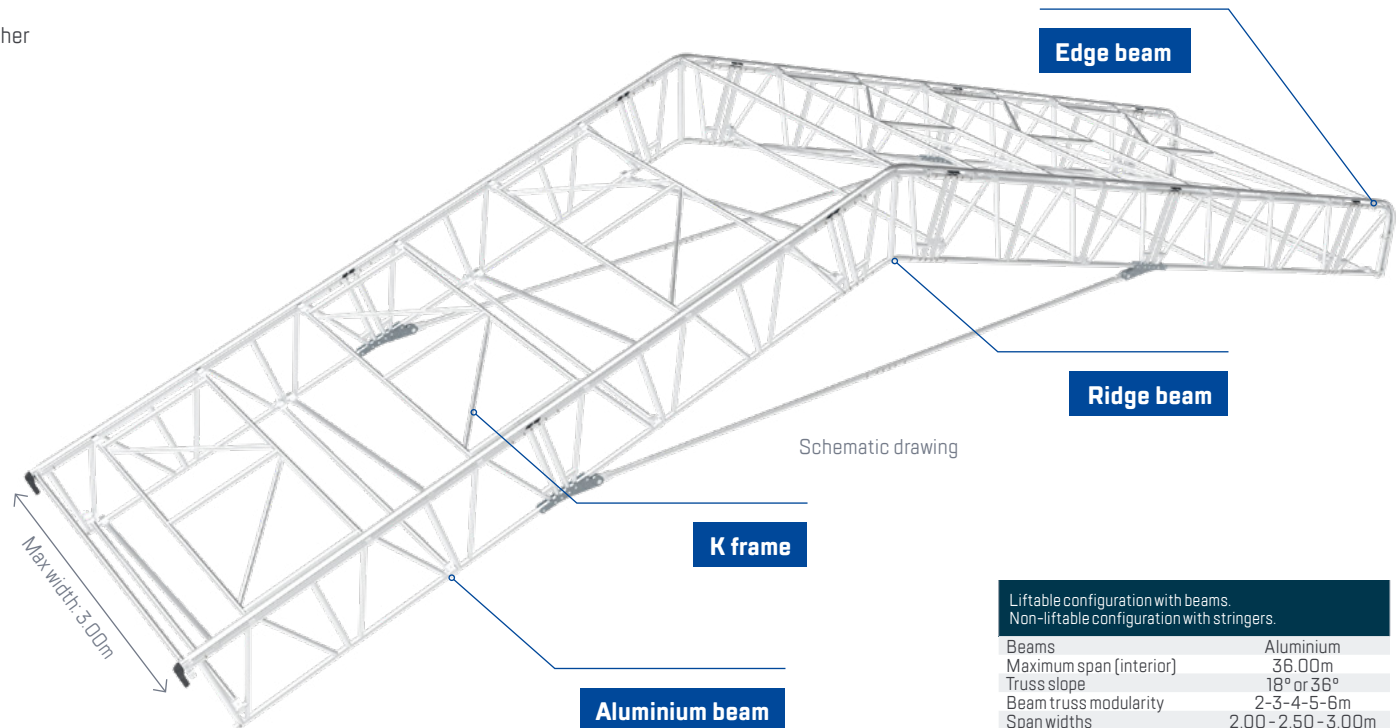 her
Edge beam
Ridge beam
Schematic drawing
K frame
Max width: 3.00m
Aluminium beam
Liftable configuration with beams.
Non-liftable configuration with stringers.
Beams Aluminium
Maximum span (interior) 36.00m
Truss slope 18° or 36°
Beam truss modularity 2-3-4-5-6m
Span widths 2.00 - 2.50 - 3.00m